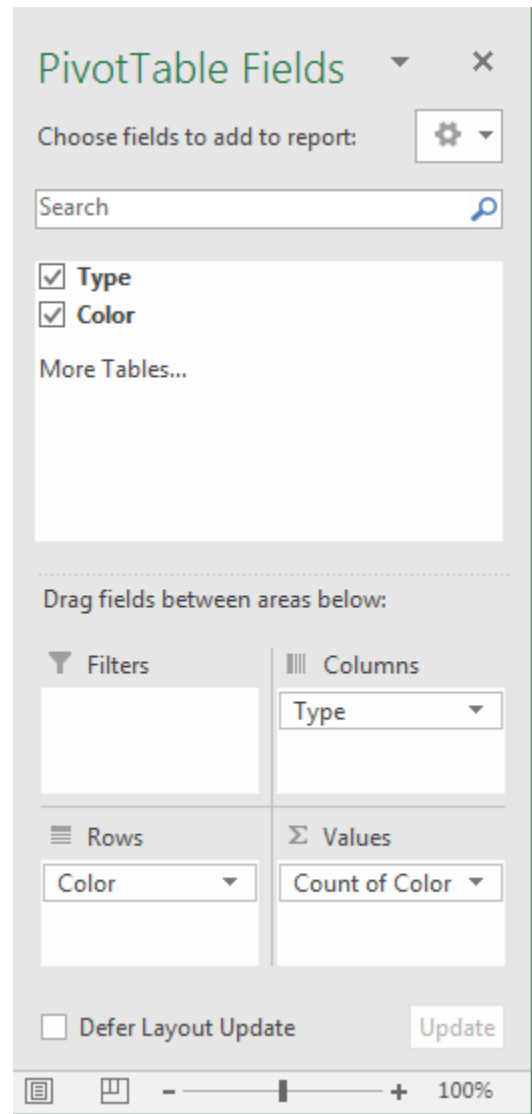 PivotTable Fields
Choose fields to add to report:
Search
Type
Color
More Tables...
Drag fields between areas below:
Filters
Columns
Type
Rows
Σ Values
Color
Count of Color
Defer Layout Update
Update
- + 100%